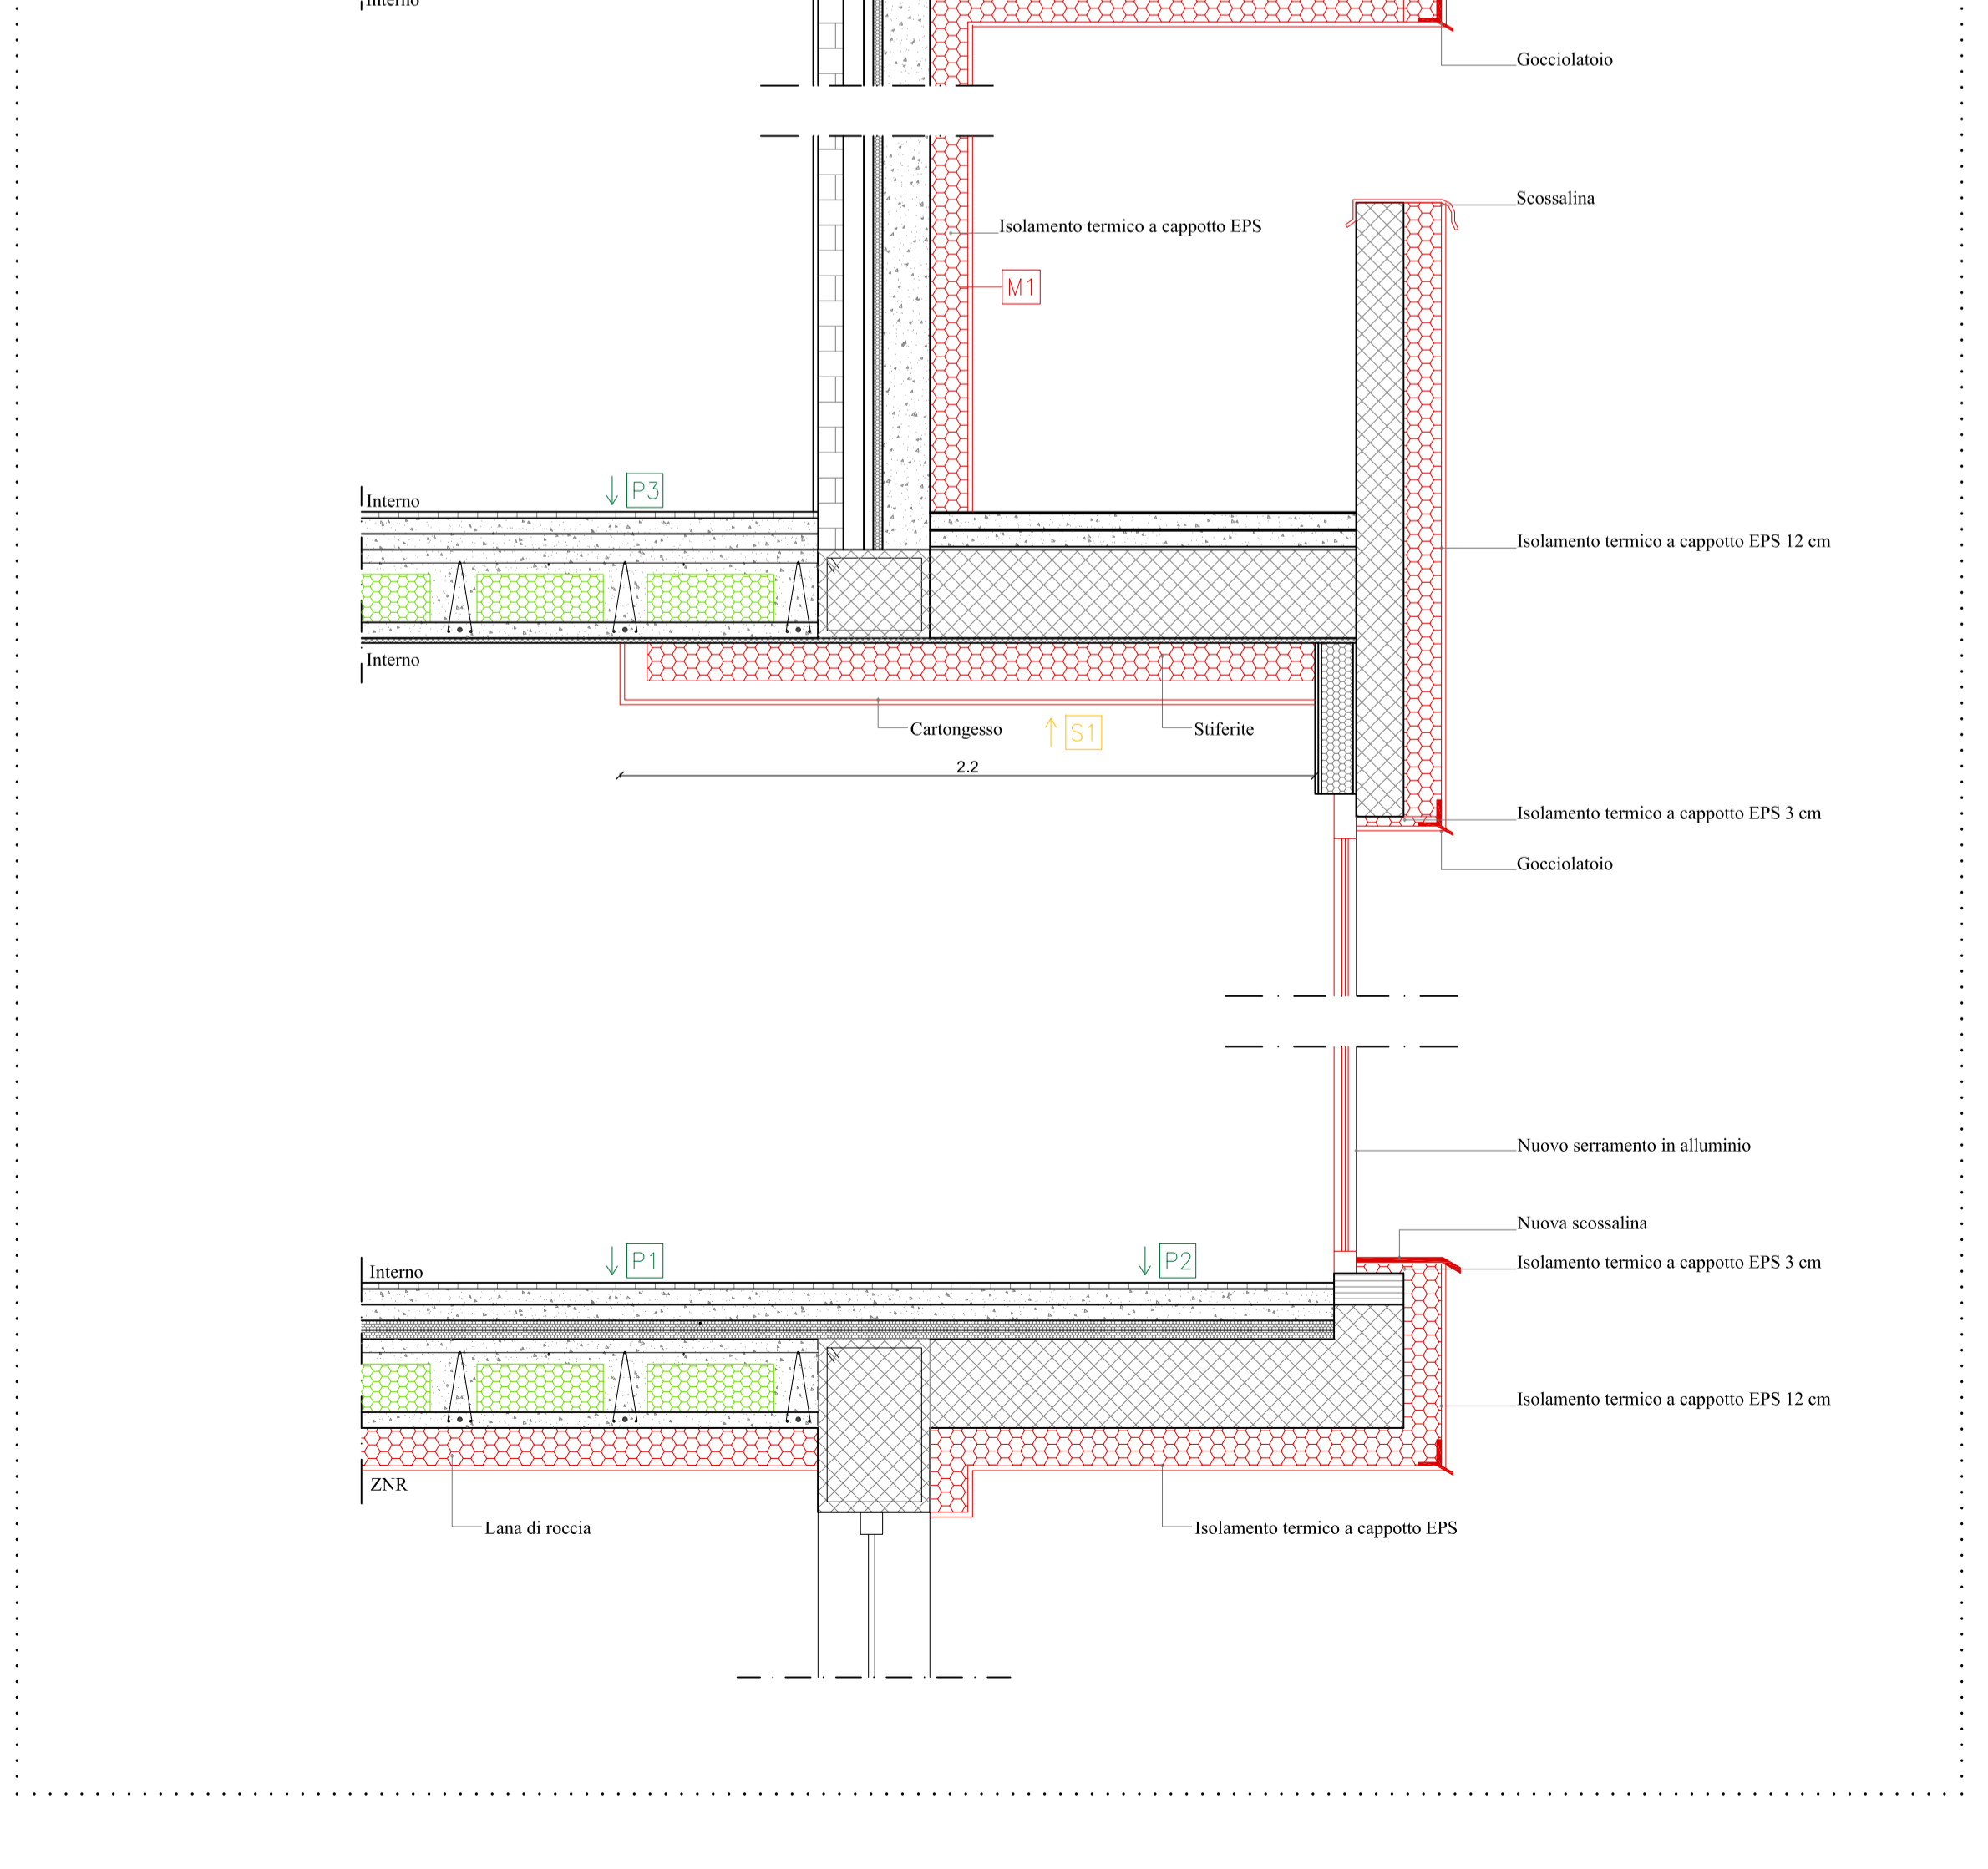 Interno
Gocciolatoio
Scossalina
Isolamento termico a cappotto EPS
M1
P3
Interno
Isolamento termico a cappotto EPS 12 cm
Interno
Cartongesso
S1
Stiferite
2.2
Isolamento termico a cappotto EPS 3 cm
Gocciolatoio
Nuovo serramento in alluminio
Nuova scossalina
P1
P2
Isolamento termico a cappotto EPS 3 cm
Interno
Isolamento termico a cappotto EPS 12 cm
ZNR
Lana di roccia
Isolamento termico a cappotto EPS